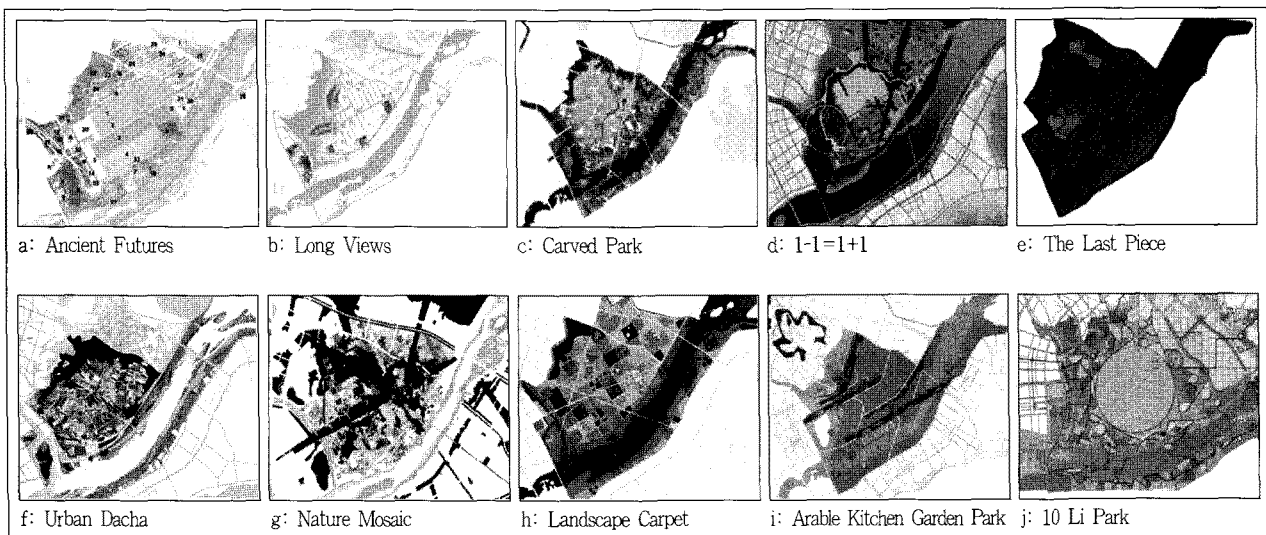 a: Ancient Futures
b: Long Views
c: Carved Park
d: 1-1=1+1
e: The Last Piece
f: Urban Dacha
g: Nature Mosaic
h: Landscape Carpet
i: Arable Kitchen Garden Park
j: 10 Li Park